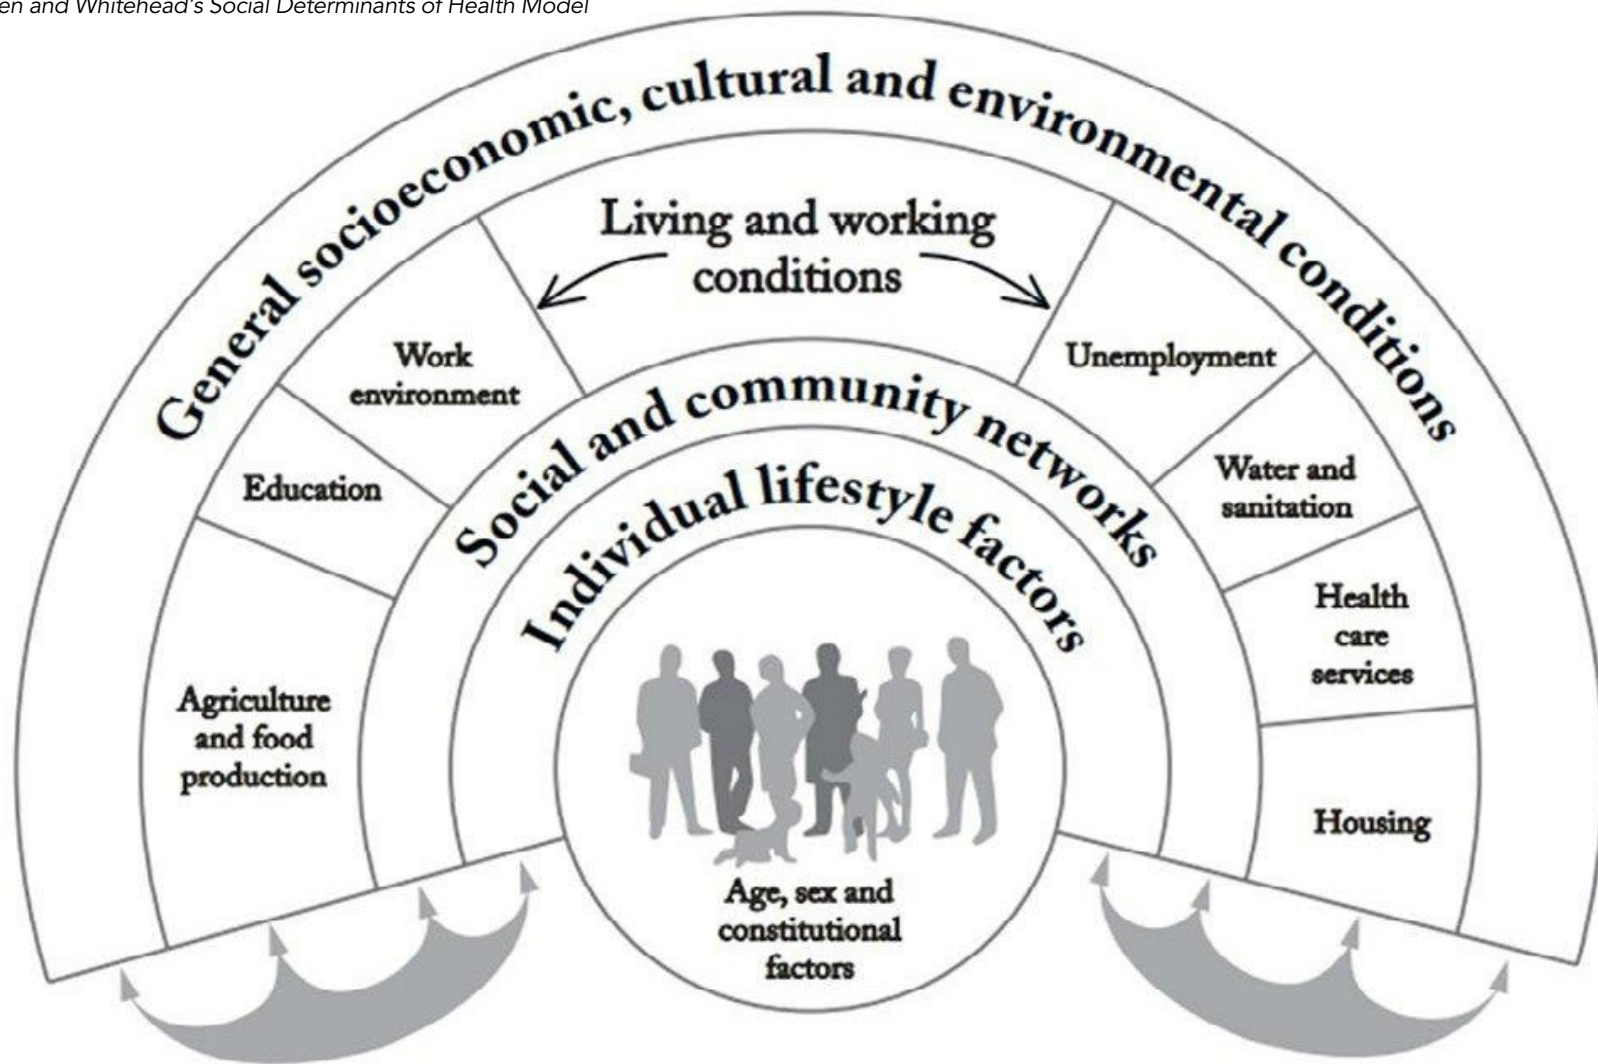 en and Whitehead's Social Determinants of Health Model
General socioeconomic, cultural and environmental conditions
Living and working
conditions
Work
environment
Unemployment
Education
Water and
sanitation
Agriculture
and food
production
Health
care
services
Housing
Social and community networks
Individual lifestyle factors
Age, sex and
constitutional
factors